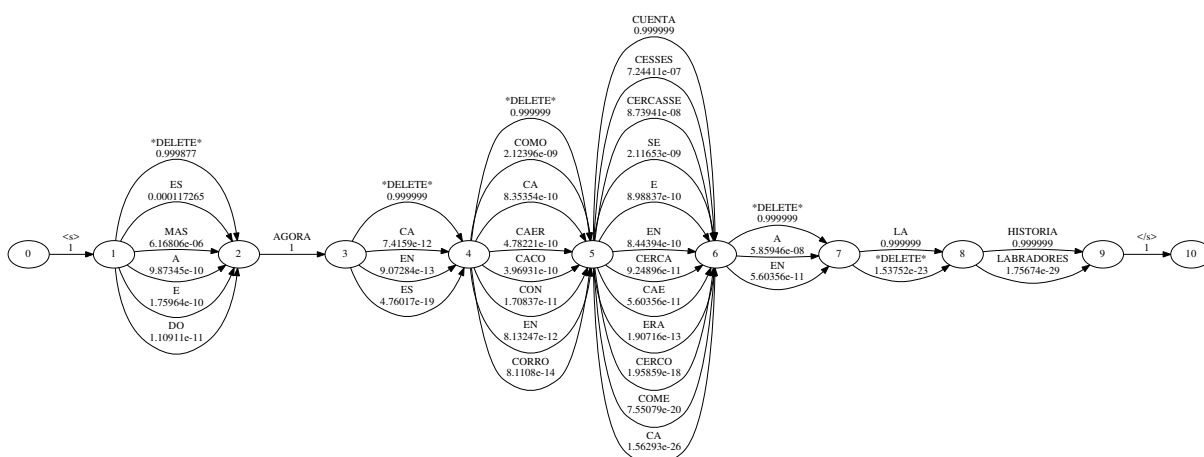 0
<s>
1
1
*DELETE*
0.999877
ES
0.000117265
MAS
6.16806e-06
A
9.87345e-10
E
1.75964e-10
DO
1.10911e-11
2
AGORA
1
3
*DELETE*
0.999999
CA
7.4159e-12
EN
9.07284e-13
ES
4.76017e-19
4
*DELETE*
0.999999
COMO
2.12396e-09
CA
8.35354e-10
CAER
4.78221e-10
CACO
3.96931e-10
CON
1.70837e-11
EN
8.13247e-12
CORRO
8.1108e-14
5
CUENTA
0.999999
CESSES
7.24411e-07
CERCASSE
8.73941e-08
SE
2.11653e-09
E
8.98837e-10
EN
8.44394e-10
CERCA
9.24896e-11
CAE
5.60356e-11
ERA
1.90716e-13
CERCO
1.95859e-18
COME
7.55079e-20
CA
1.56293e-26
6
*DELETE*
0.999999
A
5.85946e-08
EN
5.60356e-11
7
LA
0.999999
*DELETE*
1.53752e-23
8
HISTORIA
0.999999
LABRADORES
1.75674e-29
9
</s>
1
10